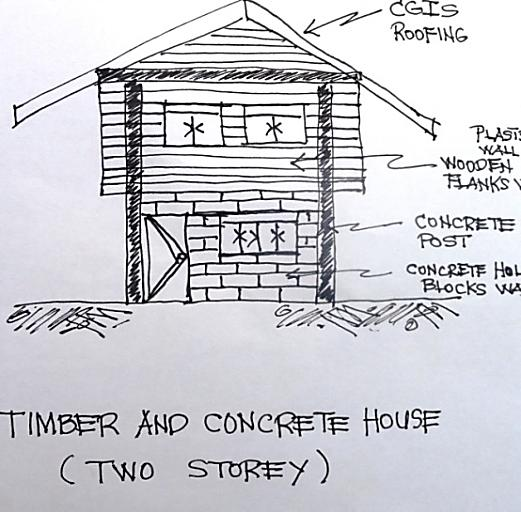 CGIS
ROOFING
WALL
WOODEN
PLANKS
CONCRETE
POST
CONCRETE
BLOCKS
TIMBER AND CONCRETE HOUSE
(TWO STOREY)